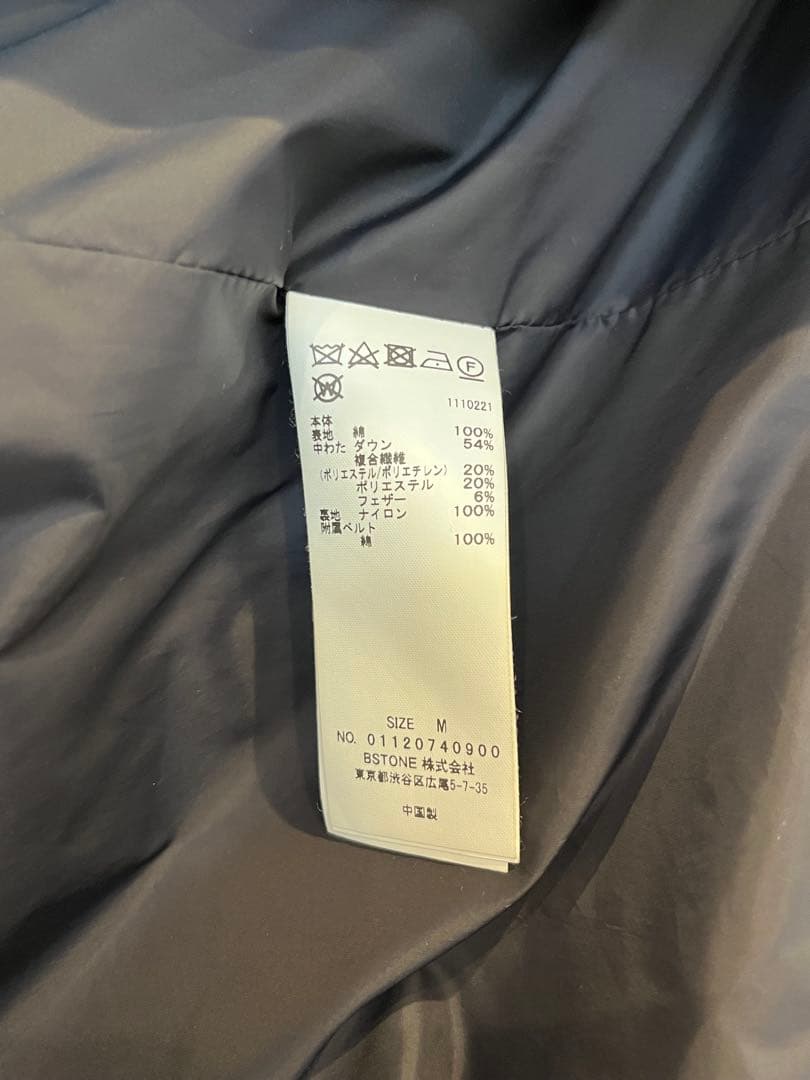 F
W
1110221
本体
表地 綿 100%
中わた ダウン 54%
複合繊維
(ポリエステル/ポリエチレン) 20%
ポリエステル 20%
フェザー 6%
裏地 ナイロン 100%
附属ベルト
綿 100%
SIZE M
NO. 01120740900
BSTONE 株式会社
東京都渋谷区広尾5-7-35
中国製